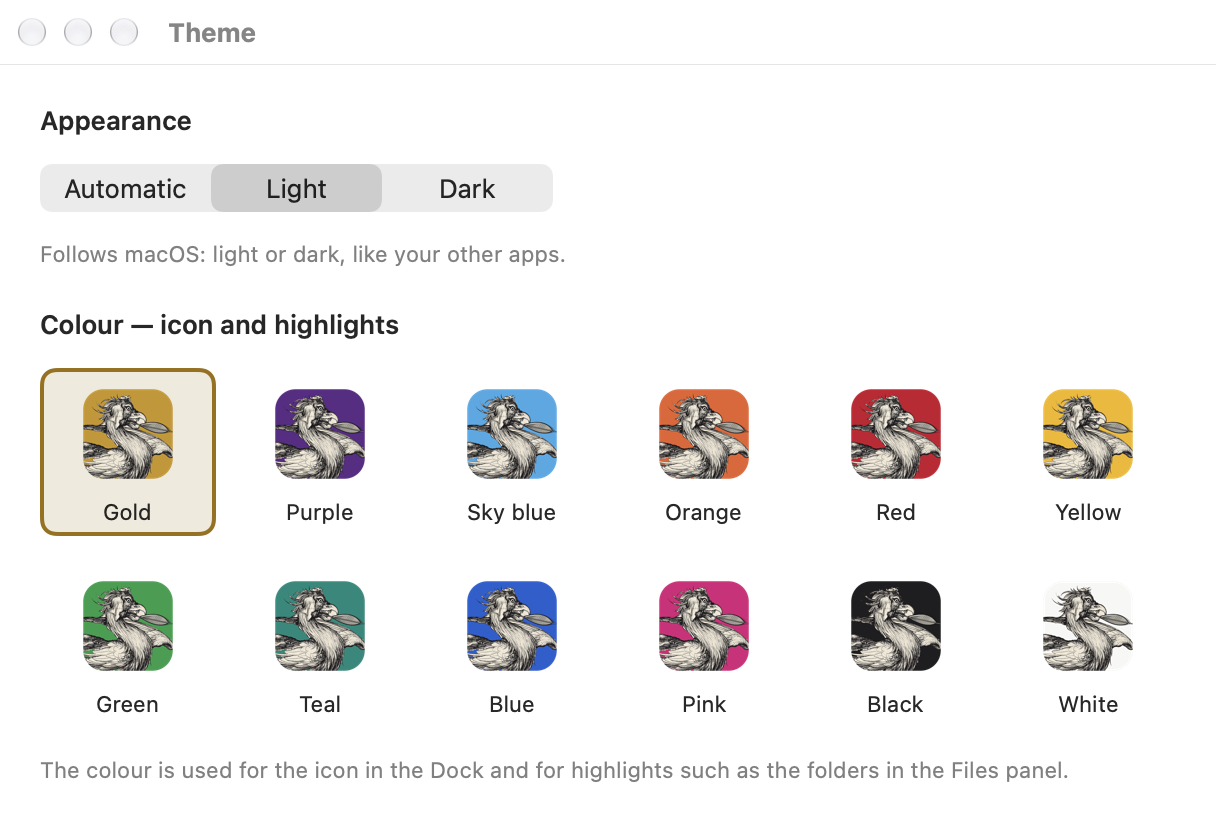 Theme
Appearance
Automatic Light Dark
Follows macOS: light or dark, like your other apps.
Colour — icon and highlights
Gold Purple Sky blue Orange Red Yellow
Green Teal Blue Pink Black White
The colour is used for the icon in the Dock and for highlights such as the folders in the Files panel.